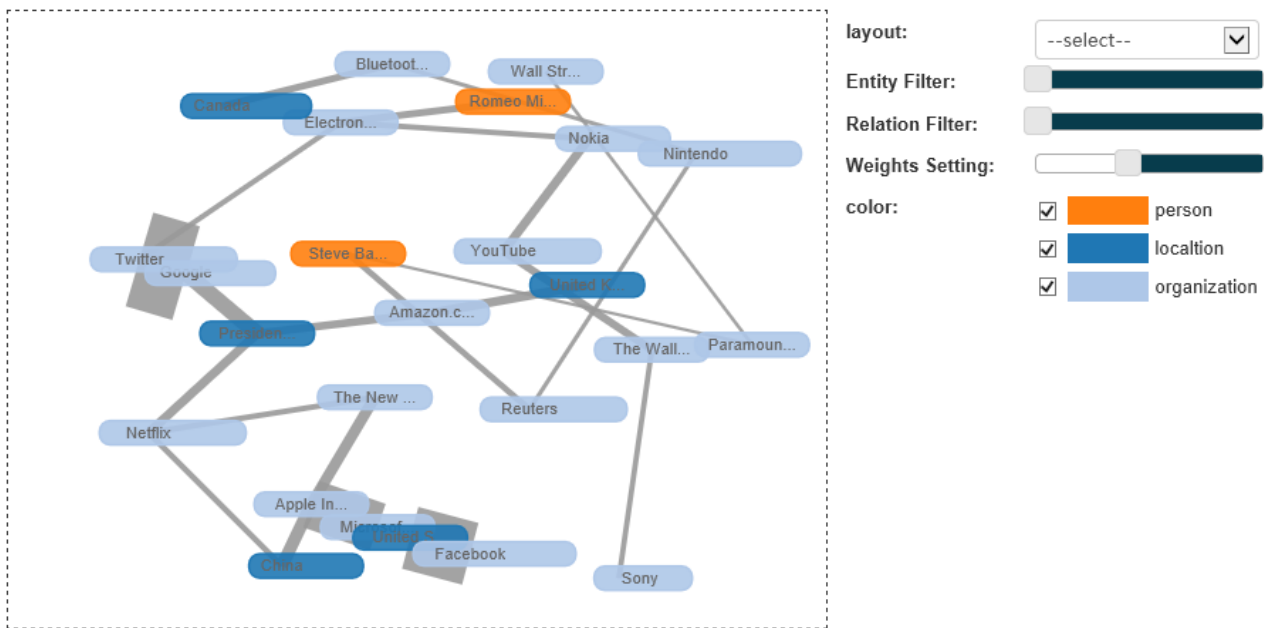 Bluetoot...
Wall Str...
Canada
Romeo Mi...
Electron...
Nokia
Nintendo
Twitter
Google
Steve Ba...
YouTube
United K...
Amazon.c...
Presiden...
The Wall...
Paramoun...
The New ...
Reuters
Netflix
Apple In...
Microsof...
United S...
Facebook
China
Sony
layout:
--select--
Entity Filter:
Relation Filter:
Weights Setting:
color:
person
localtion
organization